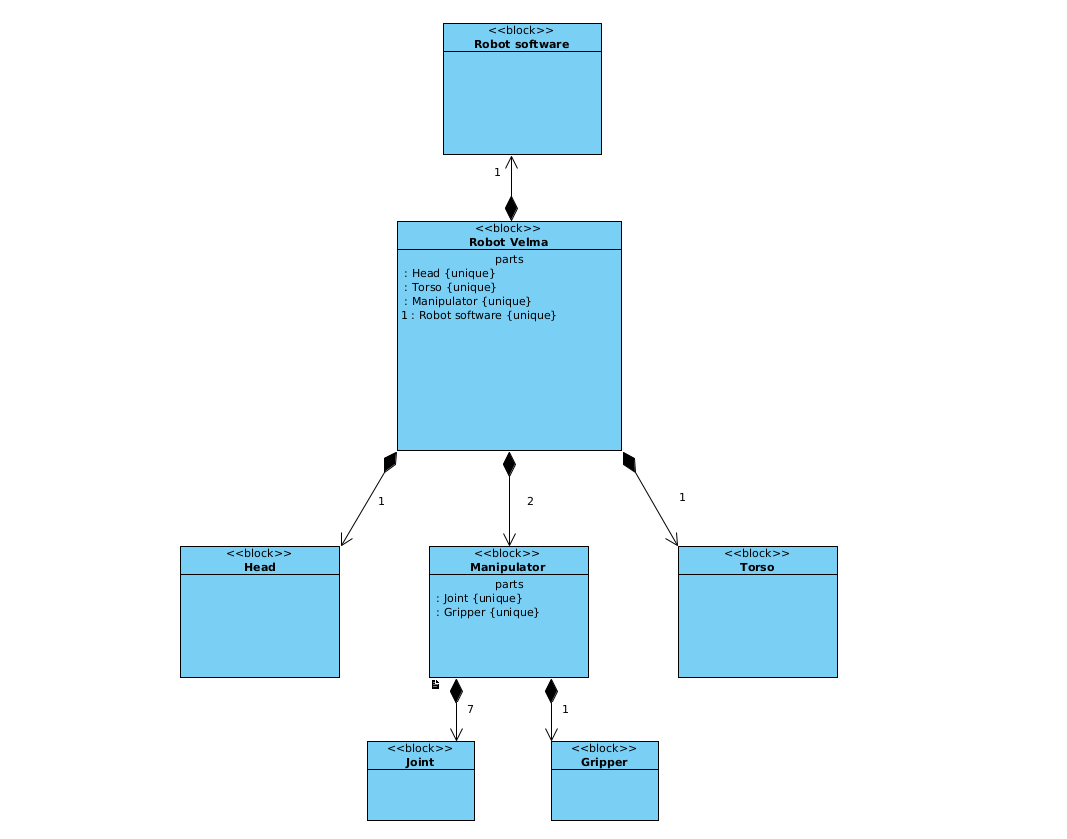 <<block>>
Robot software
1
<<block>>
Robot Velma
parts
: Head {unique}
: Torso {unique}
: Manipulator {unique}
1 : Robot software {unique}
1
2
1
<<block>>
Head
<<block>>
Manipulator
parts
: Joint {unique}
: Gripper {unique}
<<block>>
Torso
7
1
<<block>>
Joint
<<block>>
Gripper